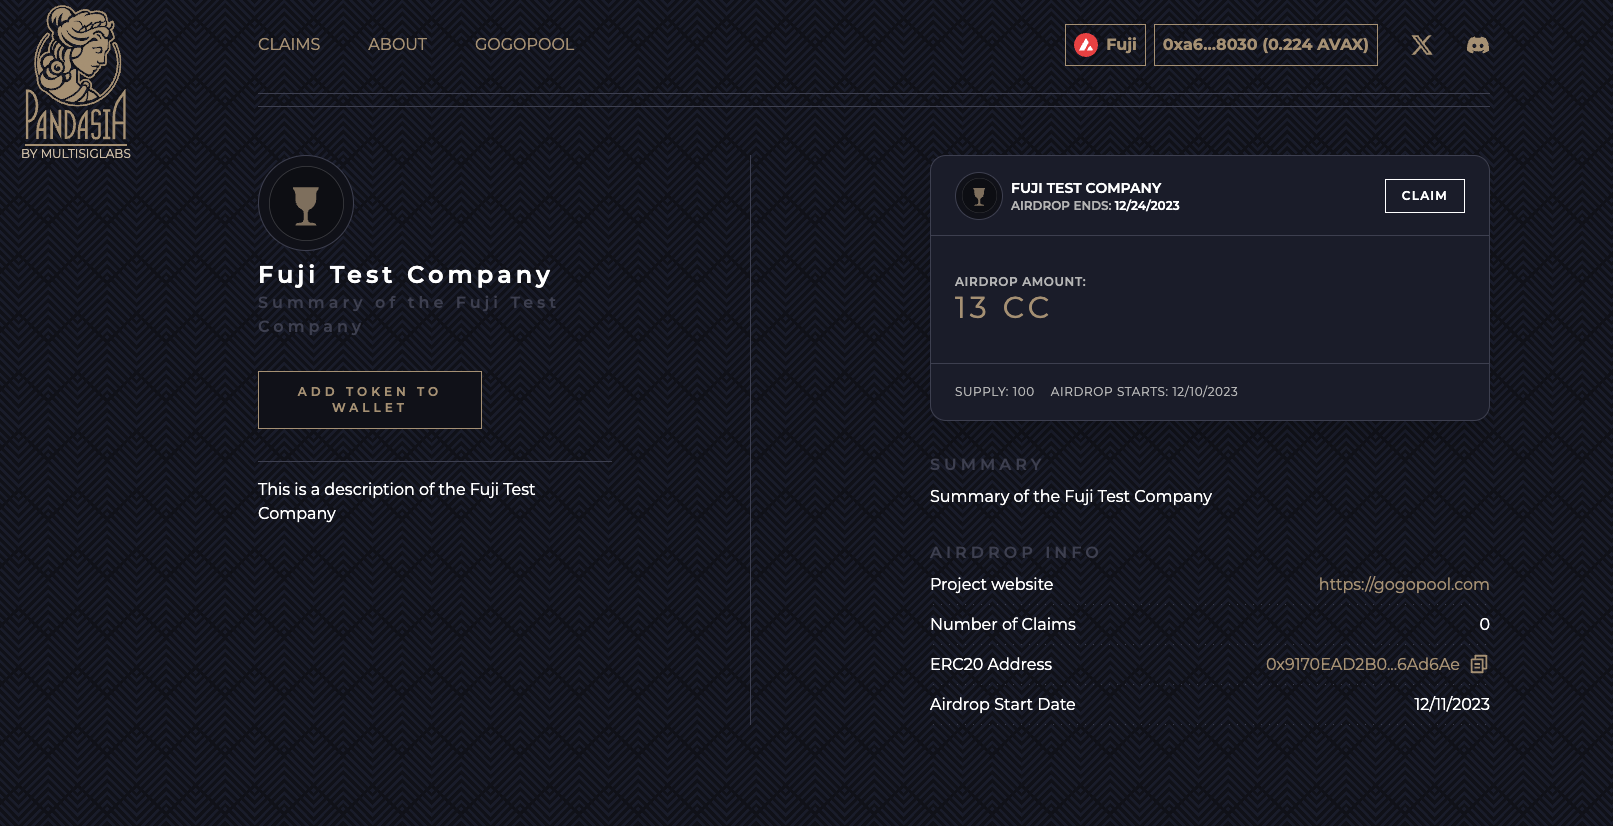 PANDASIA
BY MULTISIGLABS
CLAIMS
ABOUT
GOGOPOOL
Fuji
0xa6...8030 (0.224 AVAX)
Fuji Test Company
Summary of the Fuji Test
Company
ADD TOKEN TO
WALLET
This is a description of the Fuji Test
Company
FUJI TEST COMPANY
AIRDROP ENDS: 12/24/2023
CLAIM
AIRDROP AMOUNT:
13 CC
SUPPLY: 100
AIRDROP STARTS: 12/10/2023
SUMMARY
Summary of the Fuji Test Company
AIRDROP INFO
Project website
https://gogopool.com
Number of Claims
0
ERC20 Address
0x9170EAD2B0...6Ad6Ae
Airdrop Start Date
12/11/2023